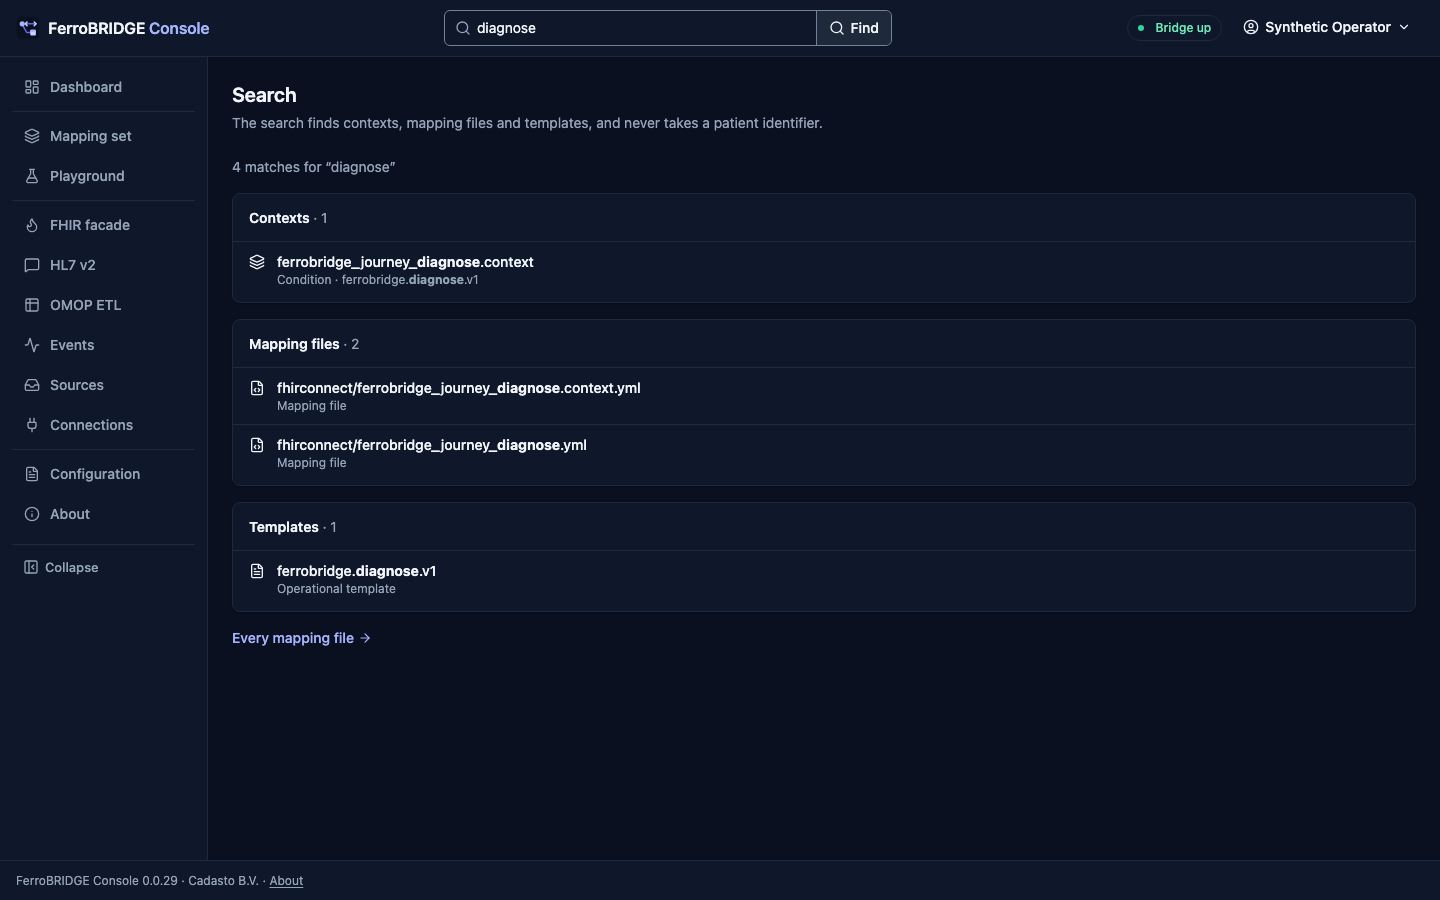 FerroBRIDGE Console
diagnose
Find
Bridge up
Synthetic Operator
Dashboard
Mapping set
Playground
FHIR facade
HL7 v2
OMOP ETL
Events
Sources
Connections
Configuration
About
Collapse
Search
The search finds contexts, mapping files and templates, and never takes a patient identifier.
4 matches for “diagnose”
Contexts · 1
ferrobridge_journey_diagnose.context
Condition · ferrobridge.diagnose.v1
Mapping files · 2
fhirconnect/ferrobridge_journey_diagnose.context.yml
Mapping file
fhirconnect/ferrobridge_journey_diagnose.yml
Mapping file
Templates · 1
ferrobridge.diagnose.v1
Operational template
Every mapping file →
FerroBRIDGE Console 0.0.29 · Cadasto B.V. · About